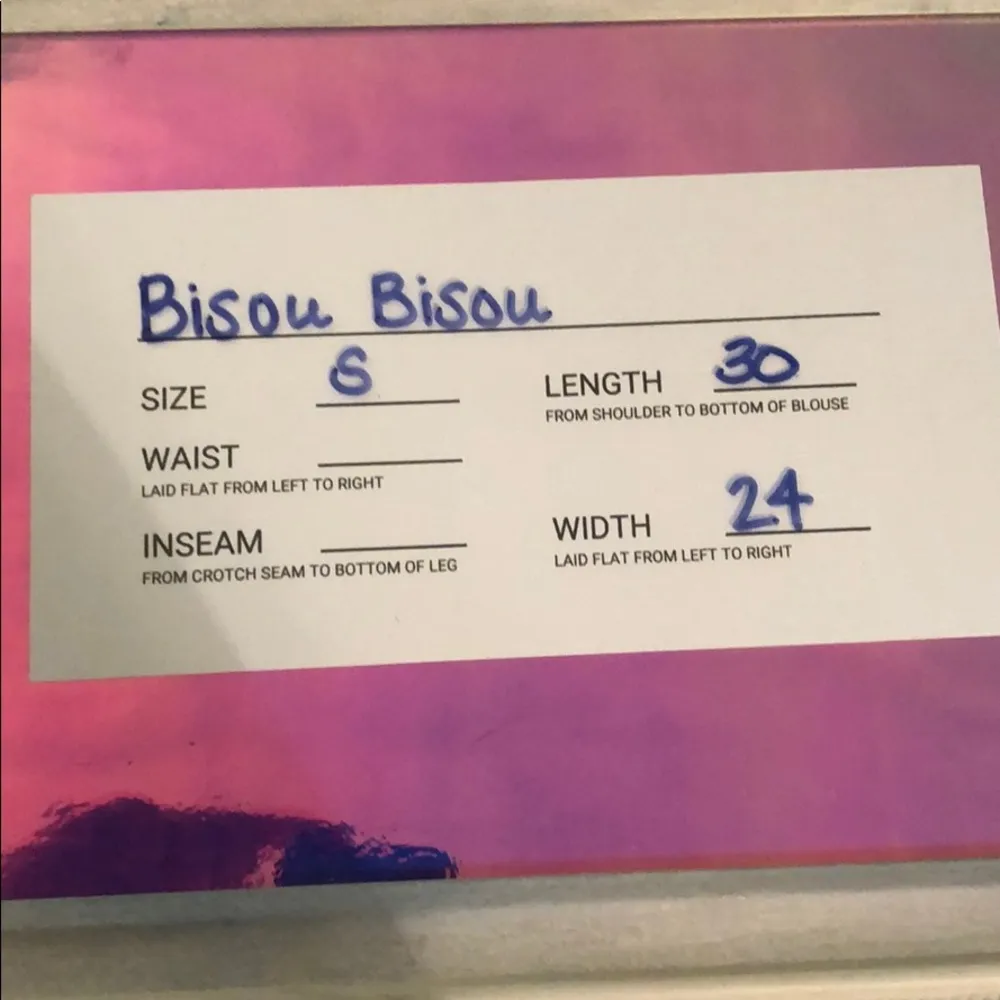 Bisou Bisou
SIZE S
WAIST
LAID FLAT FROM LEFT TO RIGHT
INSEAM
FROM CROTCH SEAM TO BOTTOM OF LEG
LENGTH 30
FROM SHOULDER TO BOTTOM OF BLOUSE
WIDTH 24
LAID FLAT FROM LEFT TO RIGHT